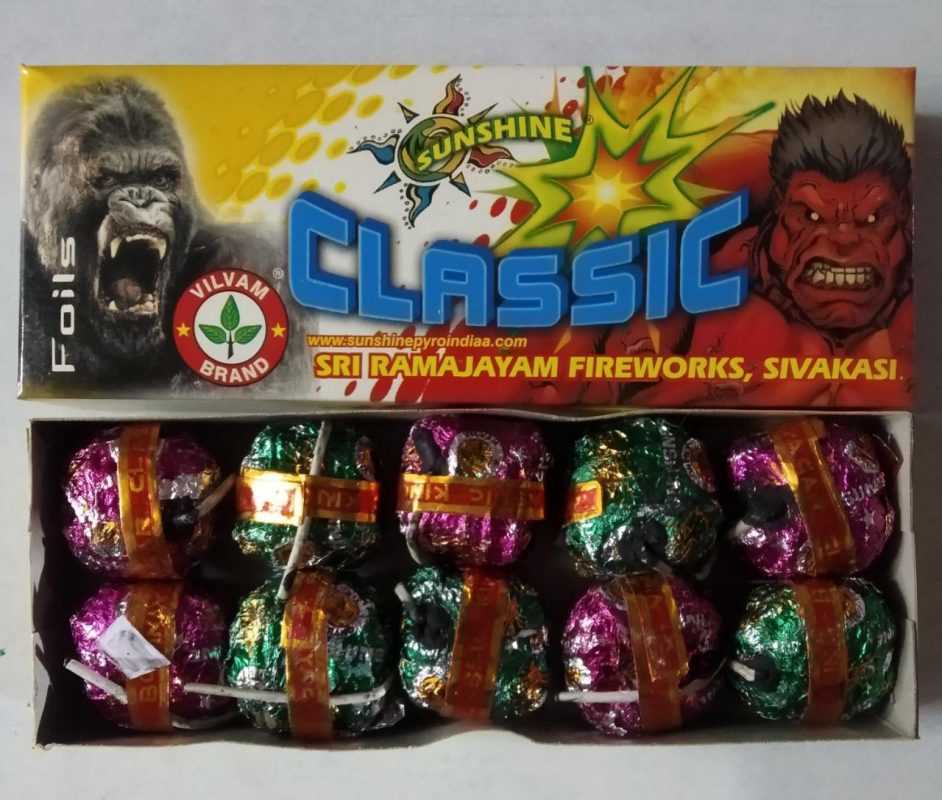 Foils
VILVAM ®
BRAND
SUNSHINE
CLASSIC
www.sunshinepyroindiaa.com
SRI RAMAJAYAM FIREWORKS, SIVAKASI.